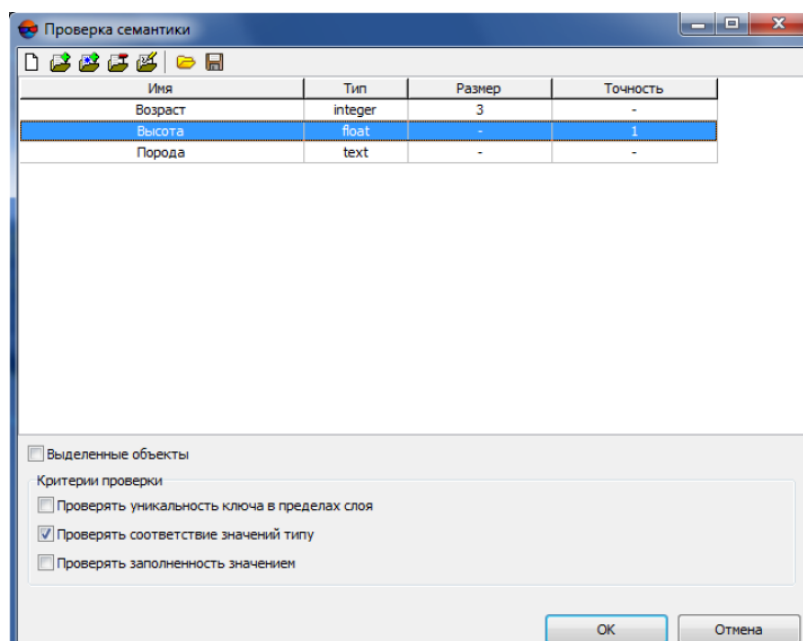 Проверка семантики
Имя Тип Размер Точность
Возраст integer 3 -
Высота float - 1
Порода text - -
Выделенные объекты
Критерии проверки
Проверять уникальность ключа в пределах слоя
Проверять соответствие значений типу
Проверять заполненность значением
OK Отмена